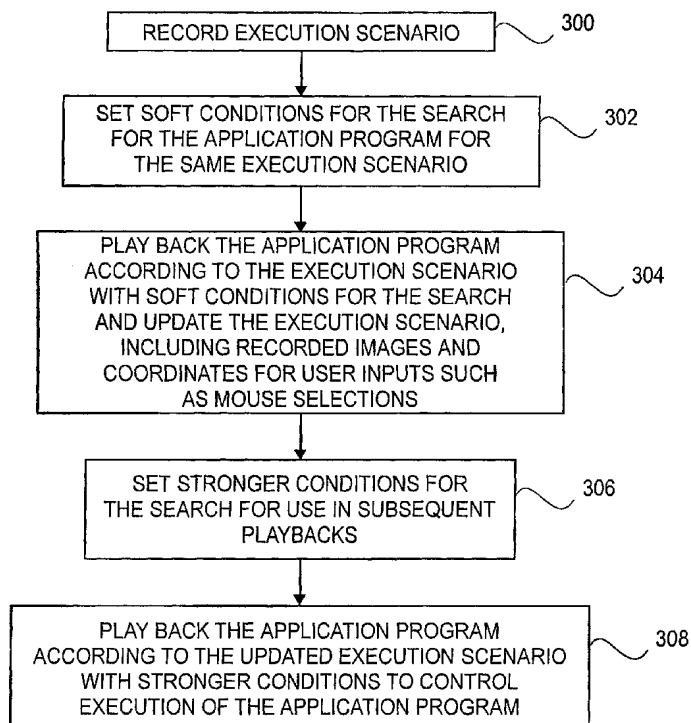 RECORD EXECUTION SCENARIO
300
SET SOFT CONDITIONS FOR THE SEARCH
FOR THE APPLICATION PROGRAM FOR
THE SAME EXECUTION SCENARIO
302
PLAY BACK THE APPLICATION PROGRAM
ACCORDING TO THE EXECUTION SCENARIO
WITH SOFT CONDITIONS FOR THE SEARCH
AND UPDATE THE EXECUTION SCENARIO,
INCLUDING RECORDED IMAGES AND
COORDINATES FOR USER INPUTS SUCH
AS MOUSE SELECTIONS
304
SET STRONGER CONDITIONS FOR
THE SEARCH FOR USE IN SUBSEQUENT
PLAYBACKS
306
PLAY BACK THE APPLICATION PROGRAM
ACCORDING TO THE UPDATED EXECUTION SCENARIO
WITH STRONGER CONDITIONS TO CONTROL
EXECUTION OF THE APPLICATION PROGRAM
308